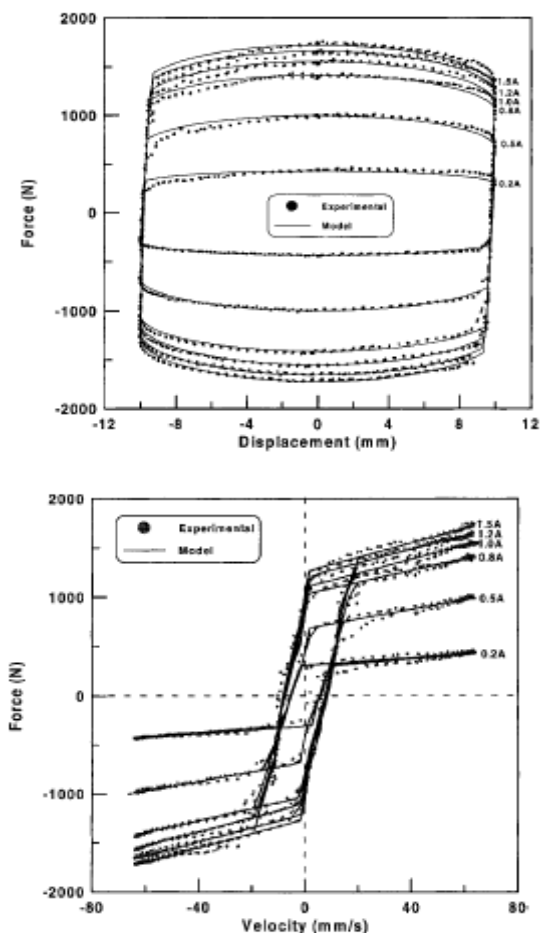 2000
1000
0
-1000
-2000
Force (N)
1.5A
1.2A
1.0A
0.8A
0.5A
0.2A
Experimental
Model
-12 -8 -4 0 4 8 12
Displacement (mm)
2000
1000
0
-1000
-2000
Force (N)
Experimental
Model
1.5A
1.2A
1.0A
0.8A
0.5A
0.2A
-80 -40 0 40 80
Velocity (mm/s)